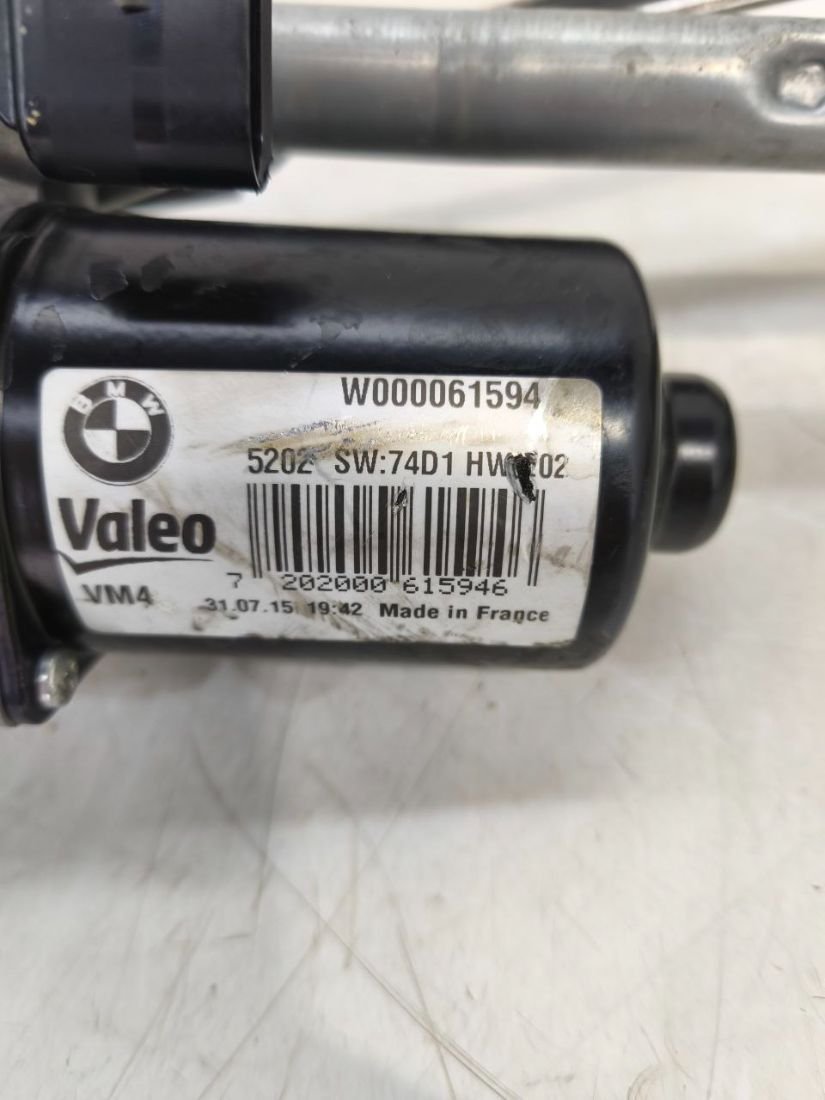 W000061594
BMW
5202 SW:74D1
Valeo
7 202000 615946
VM4
31.07.15 19:42 Made in France